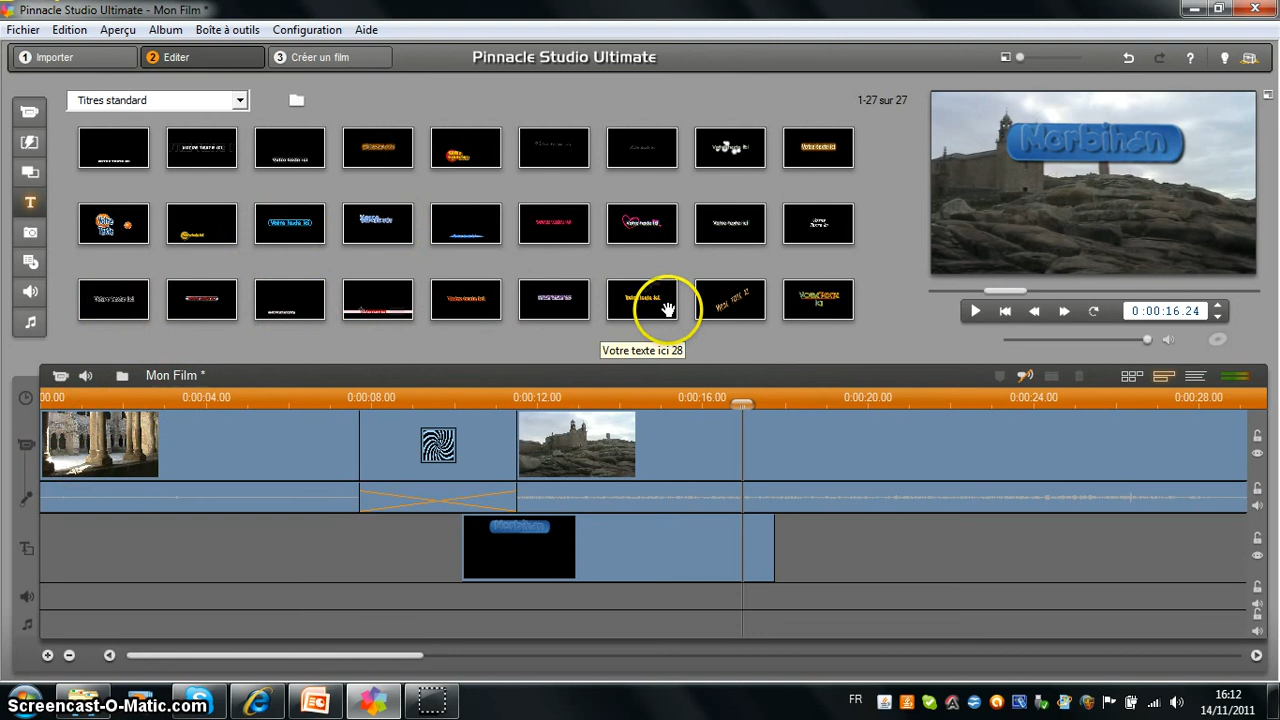 Pinnacle Studio Ultimate - Mon Film *
Fichier Edition Aperçu Album Boîte à outils Configuration Aide
1 Importer 2 Editer 3 Créer un film Pinnacle Studio Ultimate ?
Titres standard 1-27 sur 27
T
Morbihan
Votre texte ici 28
0:00:16.24
Mon Film *
00.00 0:00:04.00 0:00:08.00 0:00:12.00 0:00:16.00 0:00:20.00 0:00:24.00 0:00:28.00
Morbihan
Screencast-O-Matic.com
FR
16:12
14/11/2011